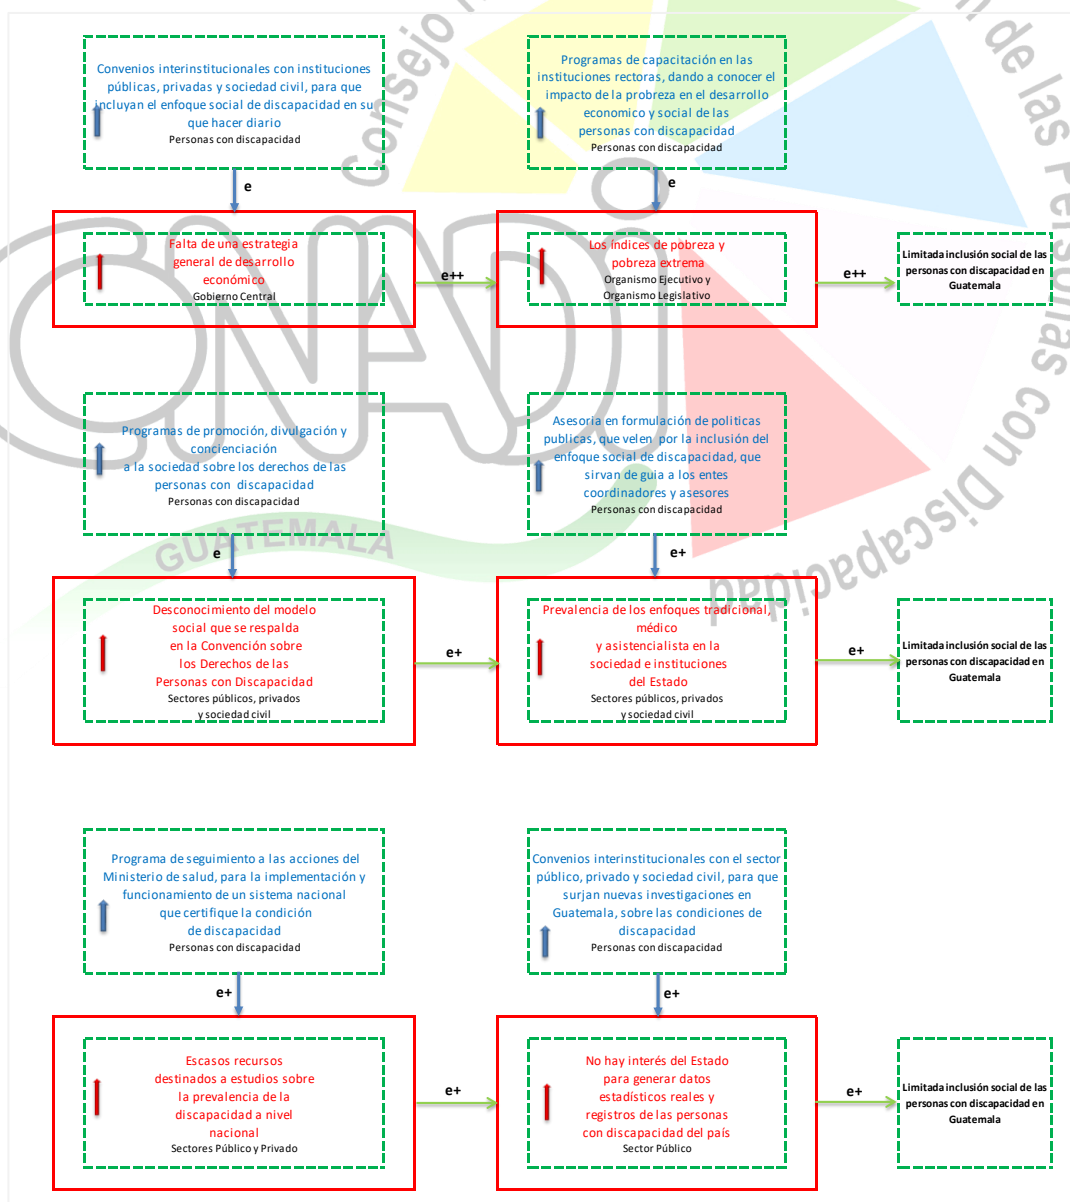 Consejo
n de las Personas con Discapacidad
CNADI
GUATEMALA
Convenios interinstitucionales con instituciones
públicas, privadas y sociedad civil, para que
incluyan el enfoque social de discapacidad en su
que hacer diario
Personas con discapacidad
Programas de capacitación en las
instituciones rectoras, dando a conocer el
impacto de la probreza en el desarrollo
economico y social de las
personas con discapacidad
Personas con discapacidad
e
e
Falta de una estrategia
general de desarrollo
económico
Gobierno Central
e++
Los índices de pobreza y
pobreza extrema
Organismo Ejecutivo y
Organismo Legislativo
e++
Limitada inclusión social de las
personas con discapacidad en
Guatemala
Programas de promoción, divulgación y
concienciación
a la sociedad sobre los derechos de las
personas con discapacidad
Personas con discapacidad
Asesoria en formulación de politicas
publicas, que velen por la inclusión del
enfoque social de discapacidad, que
sirvan de guia a los entes
coordinadores y asesores
Personas con discapacidad
e
e+
Desconocimiento del modelo
social que se respalda
en la Convención sobre
los Derechos de las
Personas con Discapacidad
Sectores públicos, privados
y sociedad civil
e+
Prevalencia de los enfoques tradicional,
médico
y asistencialista en la
sociedad e instituciones
del Estado
Sectores públicos, privados
y sociedad civil
e+
Limitada inclusión social de las
personas con discapacidad en
Guatemala
Programa de seguimiento a las acciones del
Ministerio de salud, para la implementación y
funcionamiento de un sistema nacional
que certifique la condición
de discapacidad
Personas con discapacidad
Convenios interinstitucionales con el sector
público, privado y sociedad civil, para que
surjan nuevas investigaciones en
Guatemala, sobre las condiciones de
discapacidad
Personas con discapacidad
e+
e+
Escasos recursos
destinados a estudios sobre
la prevalencia de la
discapacidad a nivel
nacional
Sectores Público y Privado
e+
No hay interés del Estado
para generar datos
estadísticos reales y
registros de las personas
con discapacidad del país
Sector Público
e+
Limitada inclusión social de las
personas con discapacidad en
Guatemala